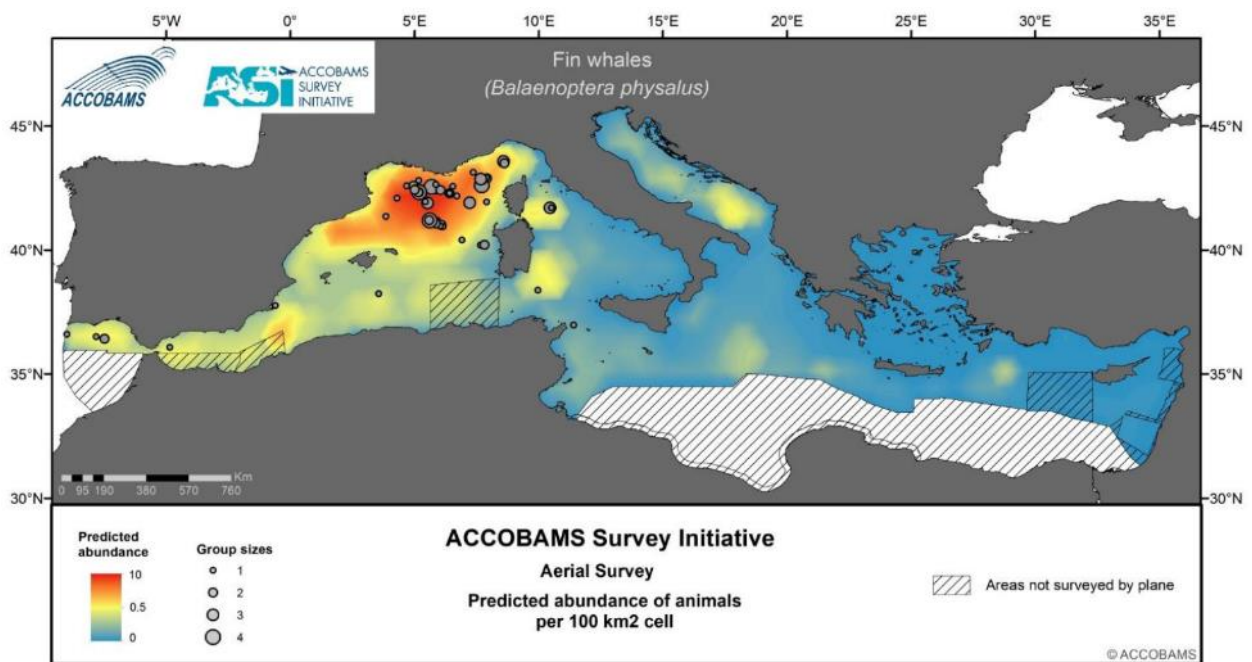 5°W 0° 5°E 10°E 15°E 20°E 25°E 30°E 35°E
ACCOBAMS
ASI
ACCOBAMS
SURVEY
INITIATIVE
Fin whales
(Balaenoptera physalus)
45°N 45°N
40°N 40°N
35°N 35°N
30°N 30°N
Km
0 95 190 380 570 760
Predicted
abundance
10
0.5
0
Group sizes
1
2
3
4
ACCOBAMS Survey Initiative
Aerial Survey
Predicted abundance of animals
per 100 km2 cell
Areas not surveyed by plane
© ACCOBAMS